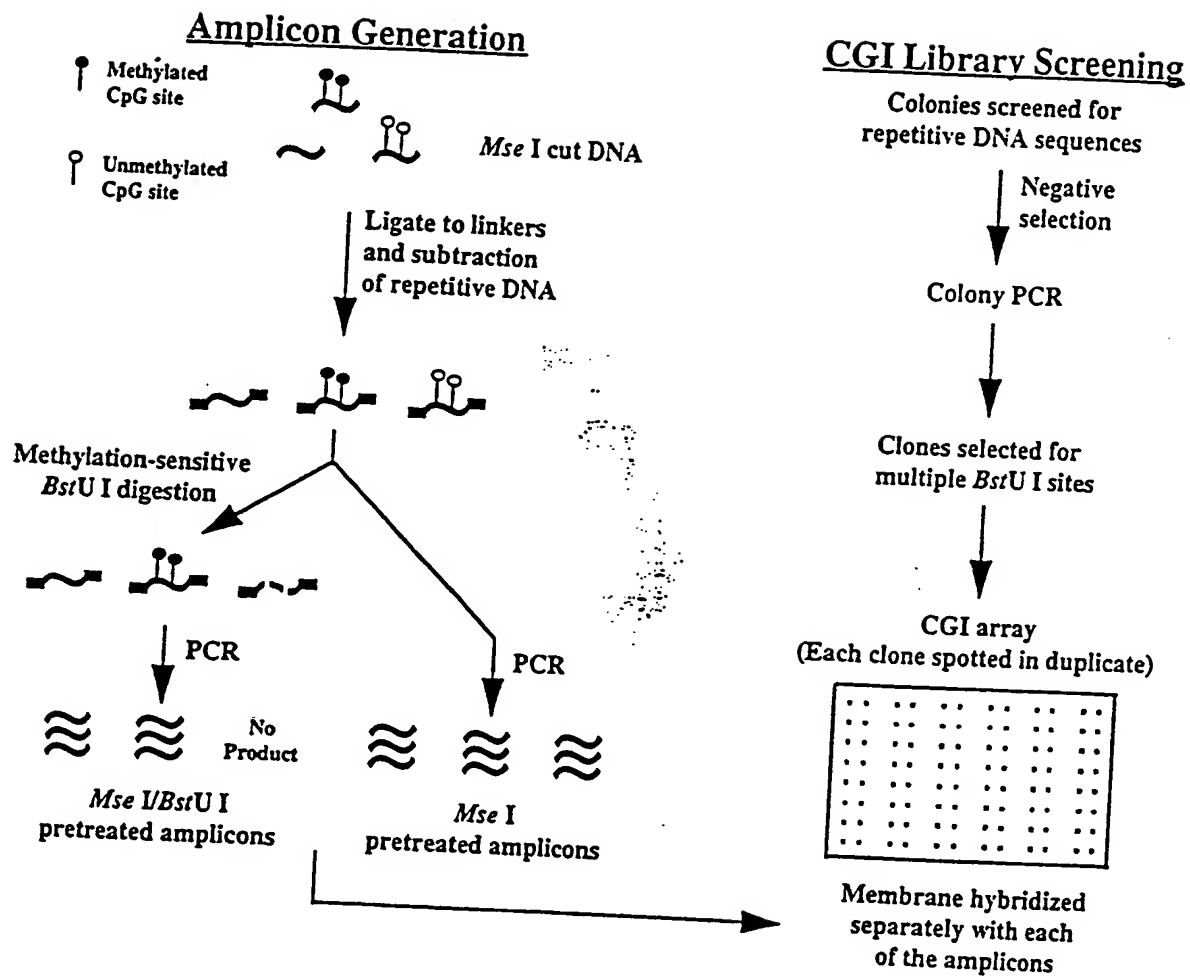 Amplicon Generation
Methylated
CpG site
Unmethylated
CpG site
Mse I cut DNA
Ligate to linkers
and subtraction
of repetitive DNA
Methylation-sensitive
BstU I digestion
PCR
PCR
No
Product
Mse I/BstU I
pretreated amplicons
Mse I
pretreated amplicons
CGI Library Screening
Colonies screened for
repetitive DNA sequences
Negative
selection
Colony PCR
Clones selected for
multiple BstU I sites
CGI array
(Each clone spotted in duplicate)
Membrane hybridized
separately with each
of the amplicons